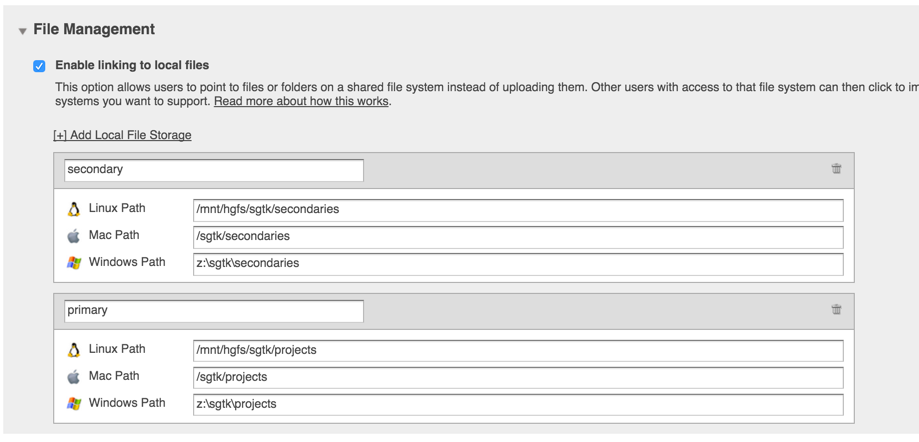 File Management
Enable linking to local files
This option allows users to point to files or folders on a shared file system instead of uploading them. Other users with access to that file system can then click to
systems you want to support. Read more about how this works.
[+] Add Local File Storage
secondary
Linux Path
/mnt/hgfs/sgtk/secondaries
Mac Path
/sgtk/secondaries
Windows Path
z:\sgtk\secondaries
primary
Linux Path
/mnt/hgfs/sgtk/projects
Mac Path
/sgtk/projects
Windows Path
z:\sgtk\projects